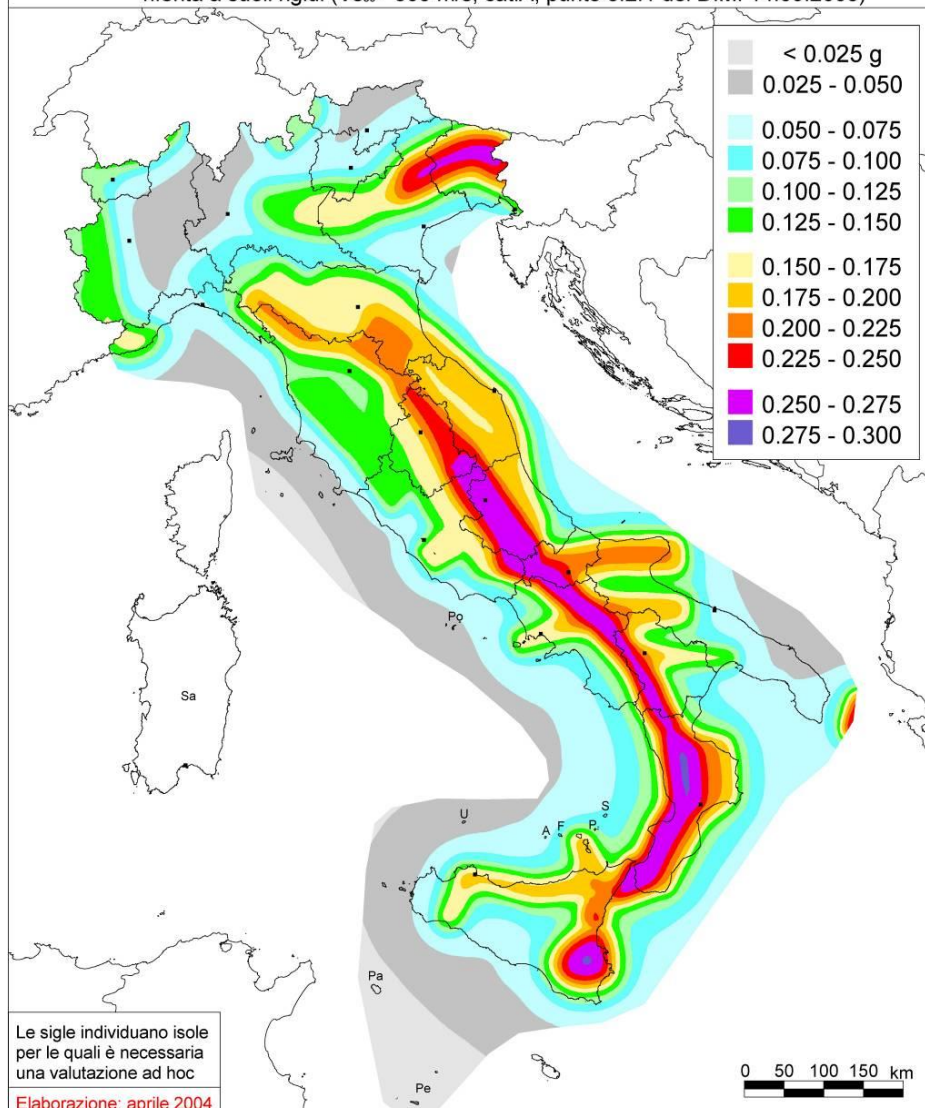 < 0.025 g
0.025 - 0.050
0.050 - 0.075
0.075 - 0.100
0.100 - 0.125
0.125 - 0.150
0.150 - 0.175
0.175 - 0.200
0.200 - 0.225
0.225 - 0.250
0.250 - 0.275
0.275 - 0.300
Po
Sa
U
A
F
P.
S
Pa
Pe
Le sigle individuano isole
per le quali è necessaria
una valutazione ad hoc
Elaborazione: aprile 2004
0 50 100 150 km